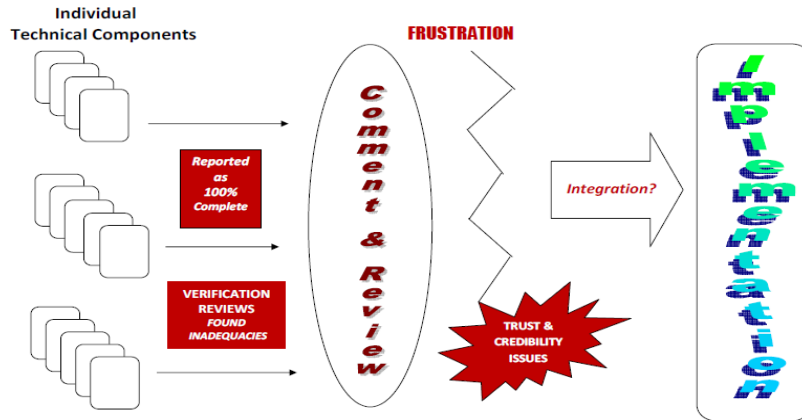 Individual
Technical Components
FRUSTRATION
Reported
as
100%
Complete
VERIFICATION
REVIEWS
FOUND
INADEQUACIES
Comment & Review
TRUST &
CREDIBILITY
ISSUES
Integration?
Implementation